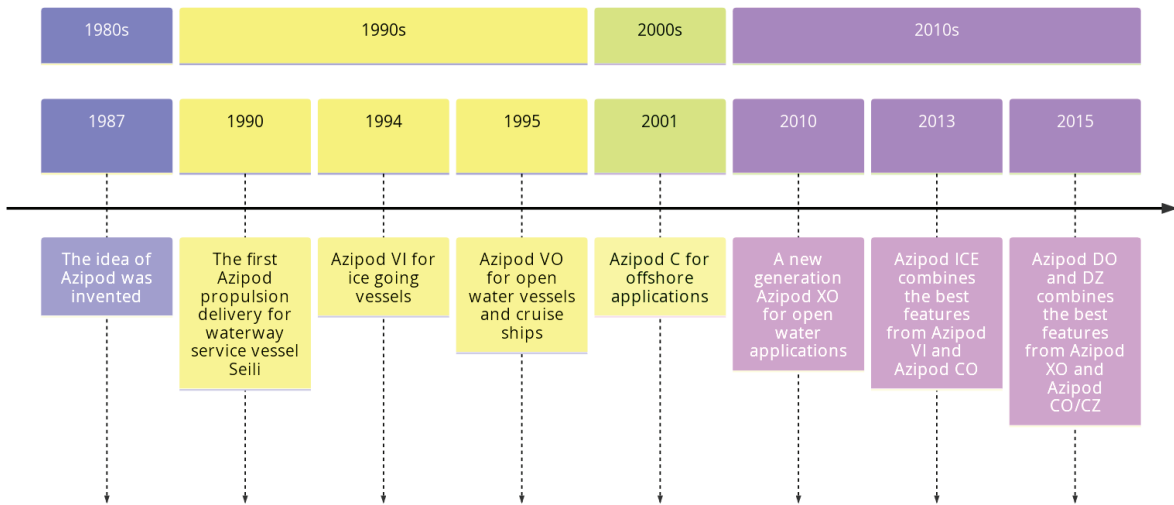 1980s
1990s
2000s
2010s
1987
1990
1994
1995
2001
2010
2013
2015
The idea of
Azipod was
invented
The first
Azipod
propulsion
delivery for
waterway
service vessel
Seili
Azipod VI for
ice going
vessels
Azipod VO
for open
water vessels
and cruise
ships
Azipod C for
offshore
applications
A new
generation
Azipod XO
for open
water
applications
Azipod ICE
combines
the best
features
from Azipod
VI and
Azipod CO
Azipod DO
and DZ
combines
the best
features
from Azipod
XO and
Azipod
CO/CZ